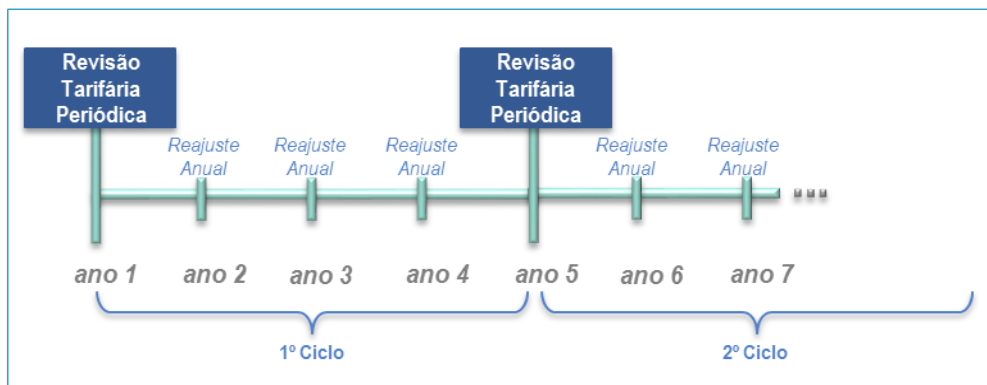 Revisão
Tarifária
Periódica
Revisão
Tarifária
Periódica
Reajuste
Anual
Reajuste
Anual
Reajuste
Anual
Reajuste
Anual
Reajuste
Anual
ano 1
ano 2
ano 3
ano 4
ano 5
ano 6
ano 7
1º Ciclo
2º Ciclo